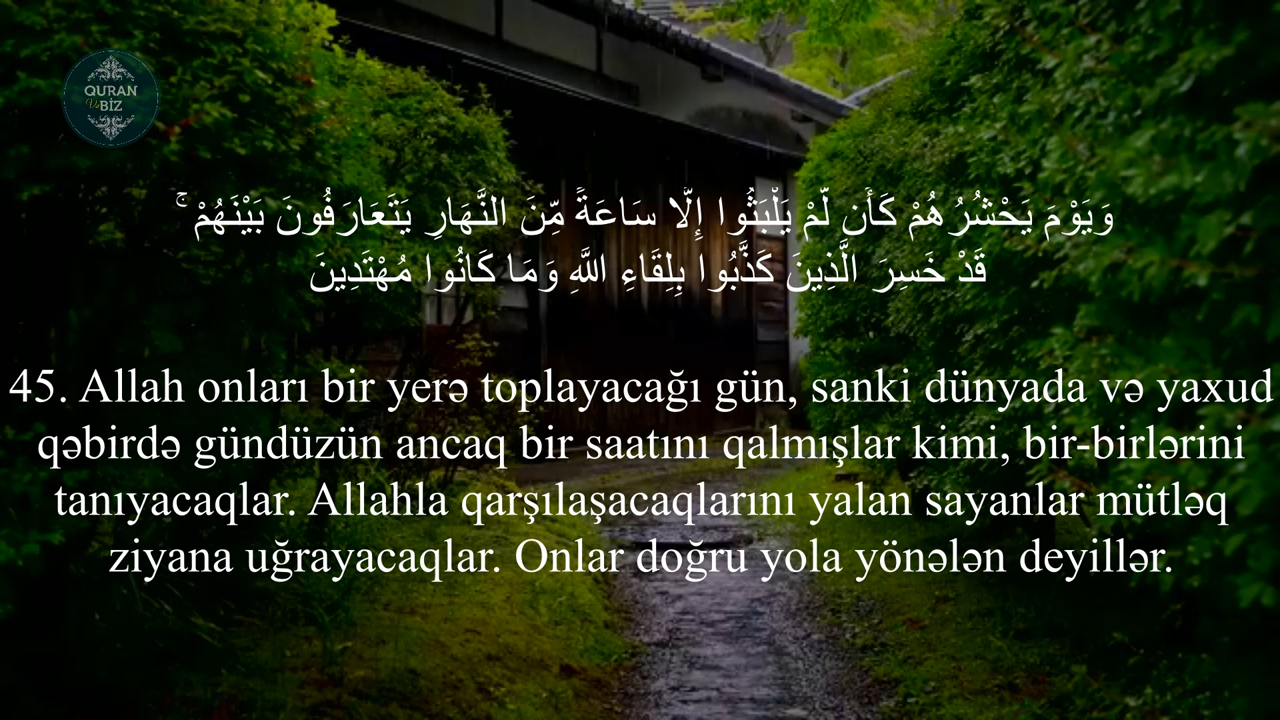 QURAN
Və BİZ
وَيَوْمَ يَحْشُرُهُمْ كَأَن لَّمْ يَلْبَثُوا إِلَّا سَاعَةً مِّنَ النَّهَارِ يَتَعَارَفُونَ بَيْنَهُمْ ۚ
قَدْ خَسِرَ الَّذِينَ كَذَّبُوا بِلِقَاءِ اللَّهِ وَمَا كَانُوا مُهْتَدِينَ
45. Allah onları bir yerə toplayacağı gün, sanki dünyada və yaxud
qəbirdə gündüzün ancaq bir saatını qalmışlar kimi, bir-birlərini
tanıyacaqlar. Allahla qarşılaşacaqlarını yalan sayanlar mütləq
ziyana uğrayacaqlar. Onlar doğru yola yönələn deyillər.